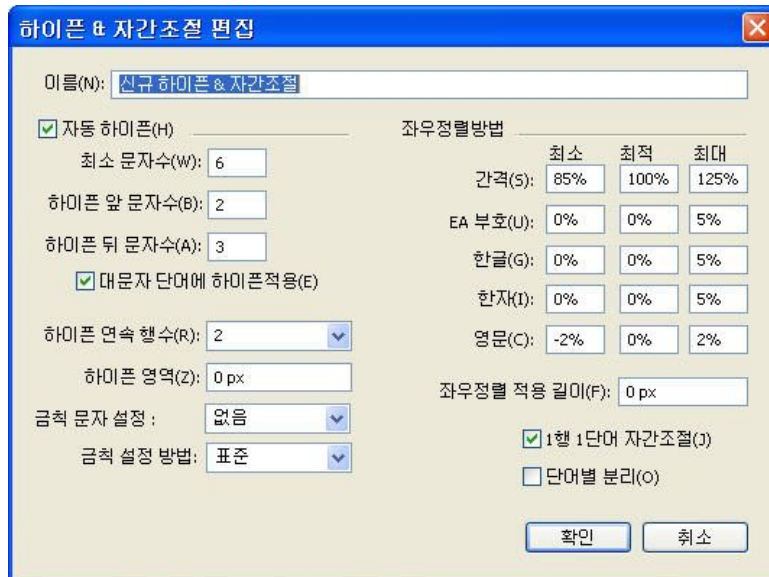 하이픈 & 자간조절 편집
이름(N): 신규 하이픈 & 자간조절
자동 하이픈(H)
최소 문자수(W): 6
하이픈 앞 문자수(B): 2
하이픈 뒤 문자수(A): 3
대문자 단어에 하이픈적용(E)
하이픈 연속 행수(R): 2
하이픈 영역(Z): 0 px
금칙 문자 설정 : 없음
금칙 설정 방법: 표준
좌우정렬방법
최소 최적 최대
간격(S): 85% 100% 125%
EA 부호(U): 0% 0% 5%
한글(G): 0% 0% 5%
한자(I): 0% 0% 5%
영문(C): -2% 0% 2%
좌우정렬 적용 길이(F): 0 px
1행 1단어 자간조절(J)
단어별 분리(O)
확인 취소